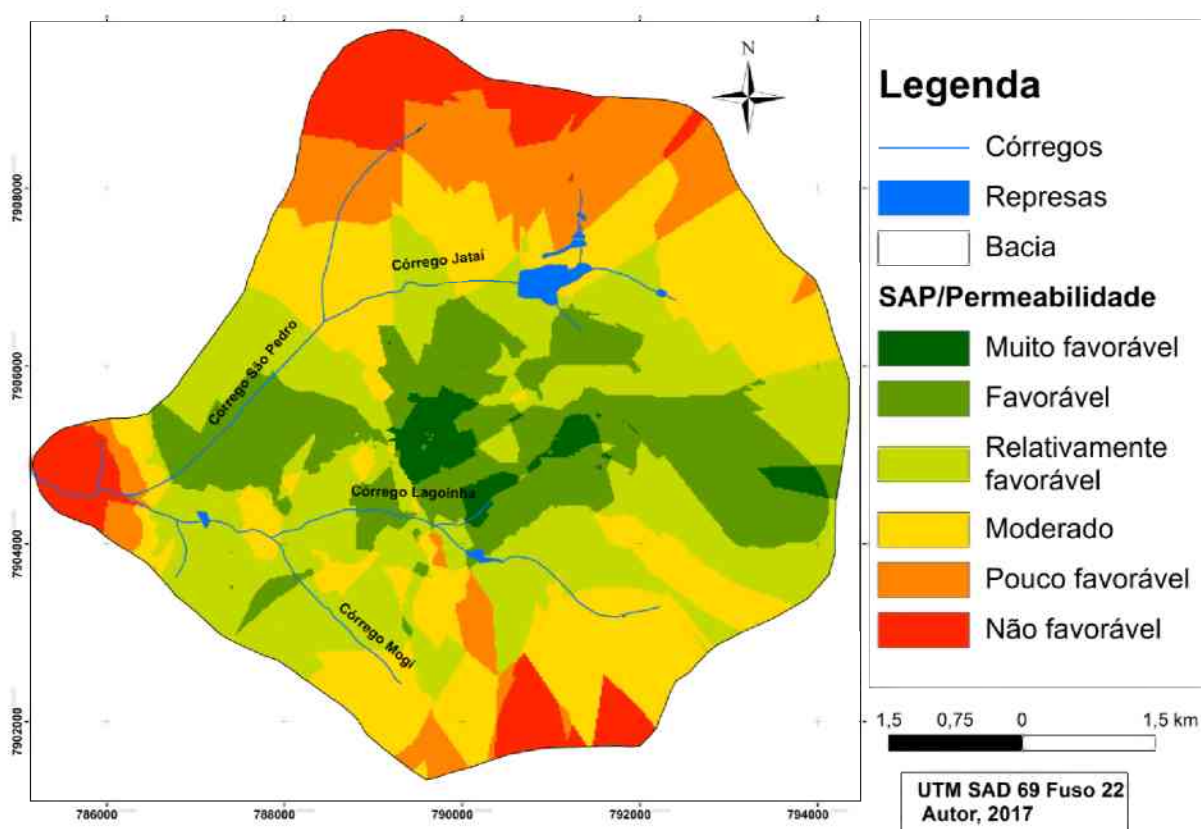 N
Legenda
Córregos
Represas
Bacia
SAP/Permeabilidade
Muito favorável
Favorável
Relativamente
favorável
Moderado
Pouco favorável
Não favorável
1,5 0,75 0 1,5 km
UTM SAD 69 Fuso 22
Autor, 2017
Córrego Jataí
Córrego São Pedro
Córrego Lagoinha
Córrego Mogi
7908000
7906000
7904000
7902000
786000 788000 790000 792000 794000